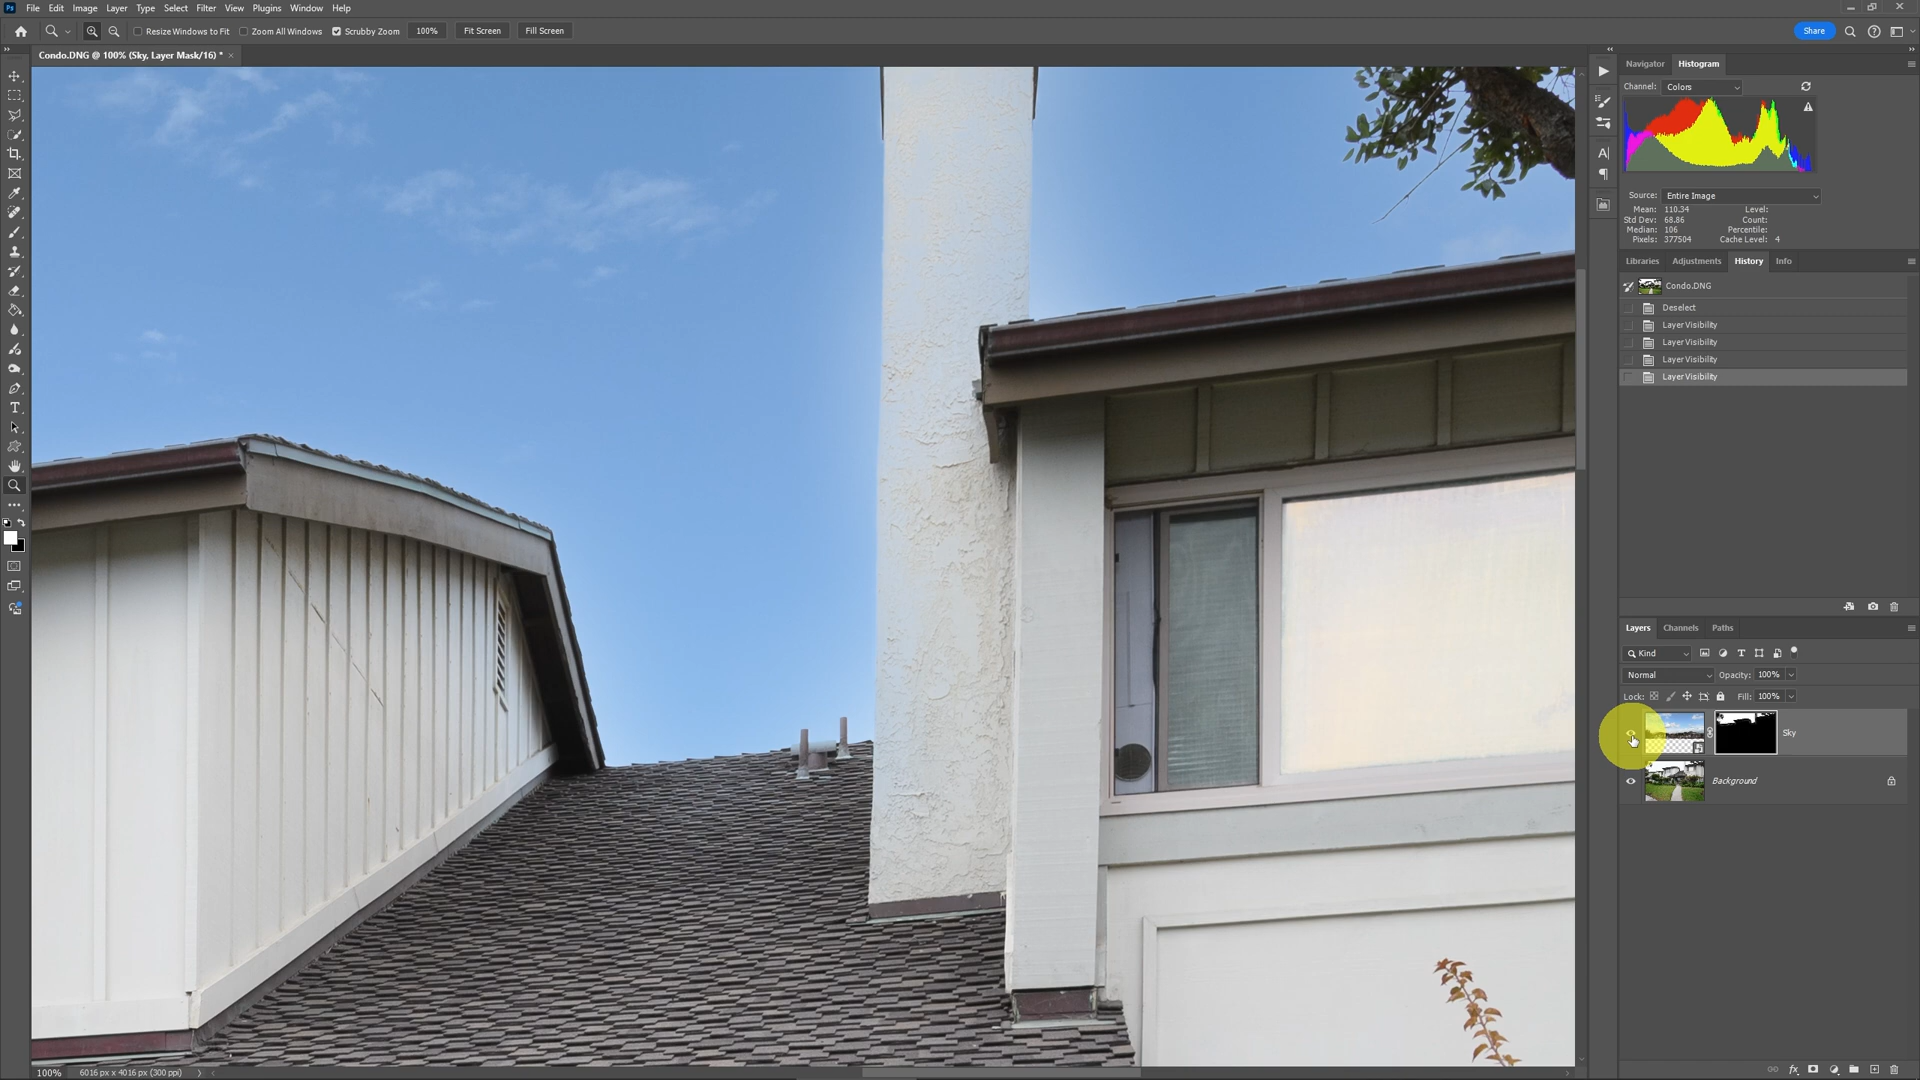 Ps File Edit Image Layer Type Select Filter View Plugins Window Help
Resize Windows to Fit Zoom All Windows Scrubby Zoom 100% Fit Screen Fill Screen Share
Condo.DNG @ 100% (Sky, Layer Mask/16) * ×
Navigator Histogram
Channel: Colors
Source: Entire Image
Mean: 110.34 Level:
Std Dev: 68.86 Count:
Median: 106 Percentile:
Pixels: 377504 Cache Level: 4
Libraries Adjustments History Info
Condo.DNG
Deselect
Layer Visibility
Layer Visibility
Layer Visibility
Layer Visibility
Layers Channels Paths
Kind
Normal Opacity: 100%
Lock: Fill: 100%
Sky
Background
100% 6016 px x 4016 px (300 ppi)